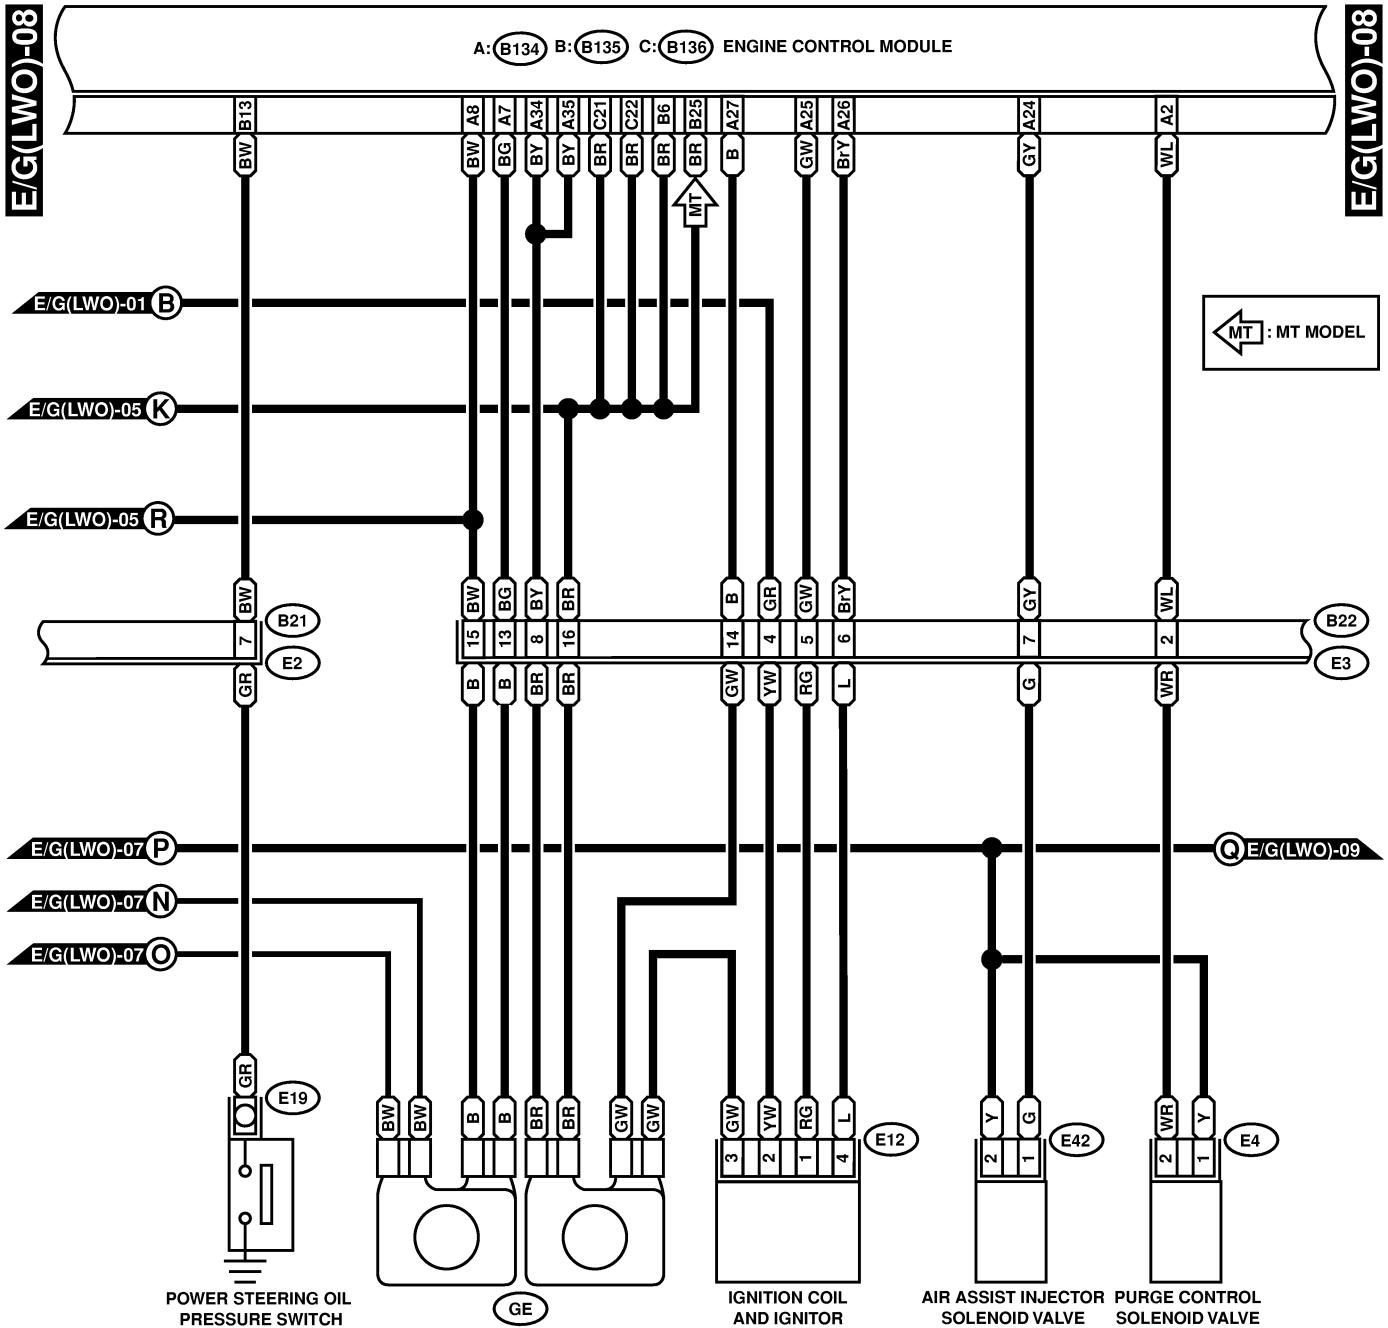 E/G(LWO)-08
E/G(LWO)-08
A: B134 B: B135 C: B136 ENGINE CONTROL MODULE
B13 A8 A7 A34 A35 C21 C22 B6 B25 A27 A25 A26 A24 A2
BW BW BG BY BY BR BR BR BR B GW BrY GY WL
MT
E/G(LWO)-01 B
MT : MT MODEL
E/G(LWO)-05 K
E/G(LWO)-05 R
BW BW BG BY BR B GR GW BrY GY WL
B21 B22
7 15 13 8 16 14 4 5 6 7 2
E2 E3
GR B B BR BR GW YW RG L G WR
E/G(LWO)-07 P Q E/G(LWO)-09
E/G(LWO)-07 N
E/G(LWO)-07 O
GR
E19
BW BW B B BR BR GW GW GW YW RG L Y G WR Y
3 2 1 4 E12 2 1 E42 2 1 E4
POWER STEERING OIL
PRESSURE SWITCH
GE
IGNITION COIL
AND IGNITOR
AIR ASSIST INJECTOR
SOLENOID VALVE
PURGE CONTROL
SOLENOID VALVE